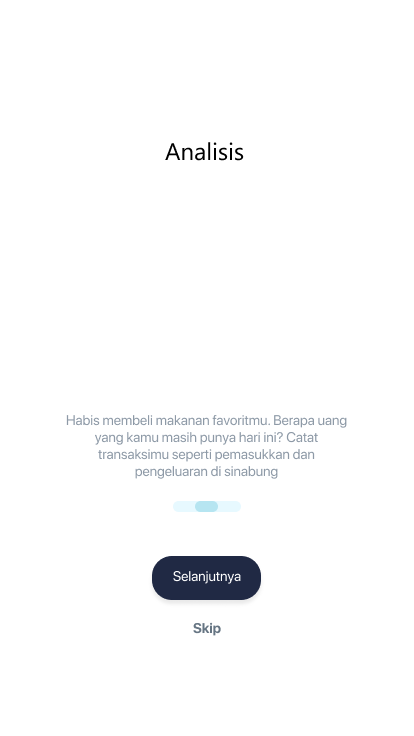 Analisis
Habis membeli makanan favoritmu. Berapa uang
yang kamu masih punya hari ini? Catat
transaksimu seperti pemasukkan dan
pengeluaran di sinabung
Selanjutnya
Skip